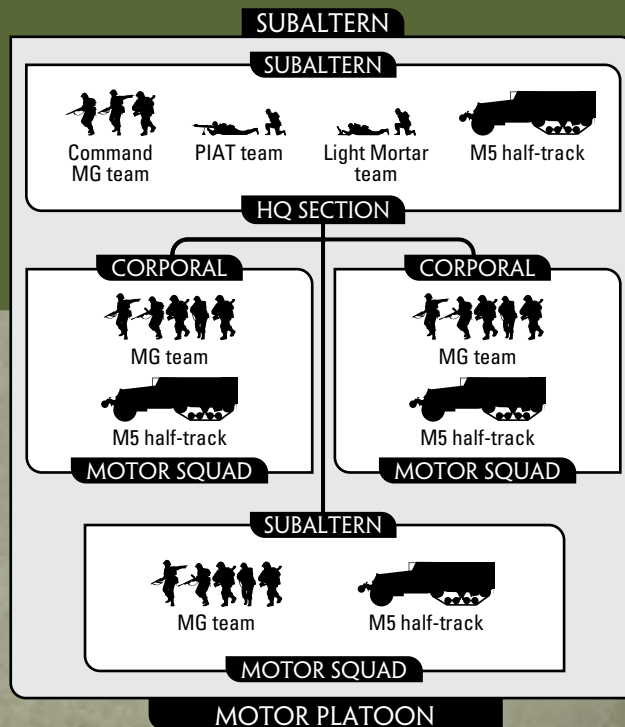 SUBALTERN
SUBALTERN
Command
MG team
PIAT team
Light Mortar
team
M5 half-track
HQ SECTION
CORPORAL
MG team
M5 half-track
MOTOR SQUAD
CORPORAL
MG team
M5 half-track
MOTOR SQUAD
SUBALTERN
MG team
M5 half-track
MOTOR SQUAD
MOTOR PLATOON